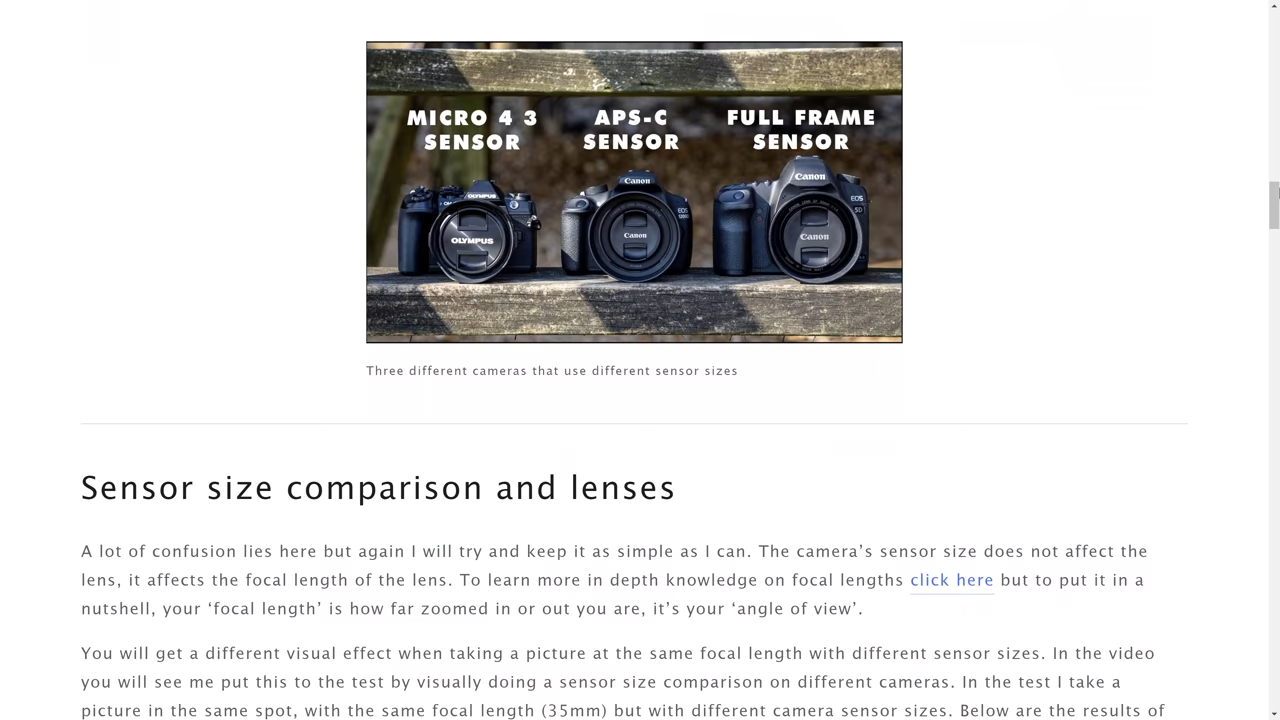 MICRO 4 3
SENSOR
APS-C
SENSOR
FULL FRAME
SENSOR
OLYMPUS
OLYMPUS
Canon
EOS
Canon
Canon
EOS
5D
Canon
Three different cameras that use different sensor sizes
Sensor size comparison and lenses
A lot of confusion lies here but again I will try and keep it as simple as I can. The camera’s sensor size does not affect the
lens, it affects the focal length of the lens. To learn more in depth knowledge on focal lengths click here but to put it in a
nutshell, your ‘focal length’ is how far zoomed in or out you are, it’s your ‘angle of view’.
You will get a different visual effect when taking a picture at the same focal length with different sensor sizes. In the video
you will see me put this to the test by visually doing a sensor size comparison on different cameras. In the test I take a
picture in the same spot, with the same focal length (35mm) but with different camera sensor sizes. Below are the results of